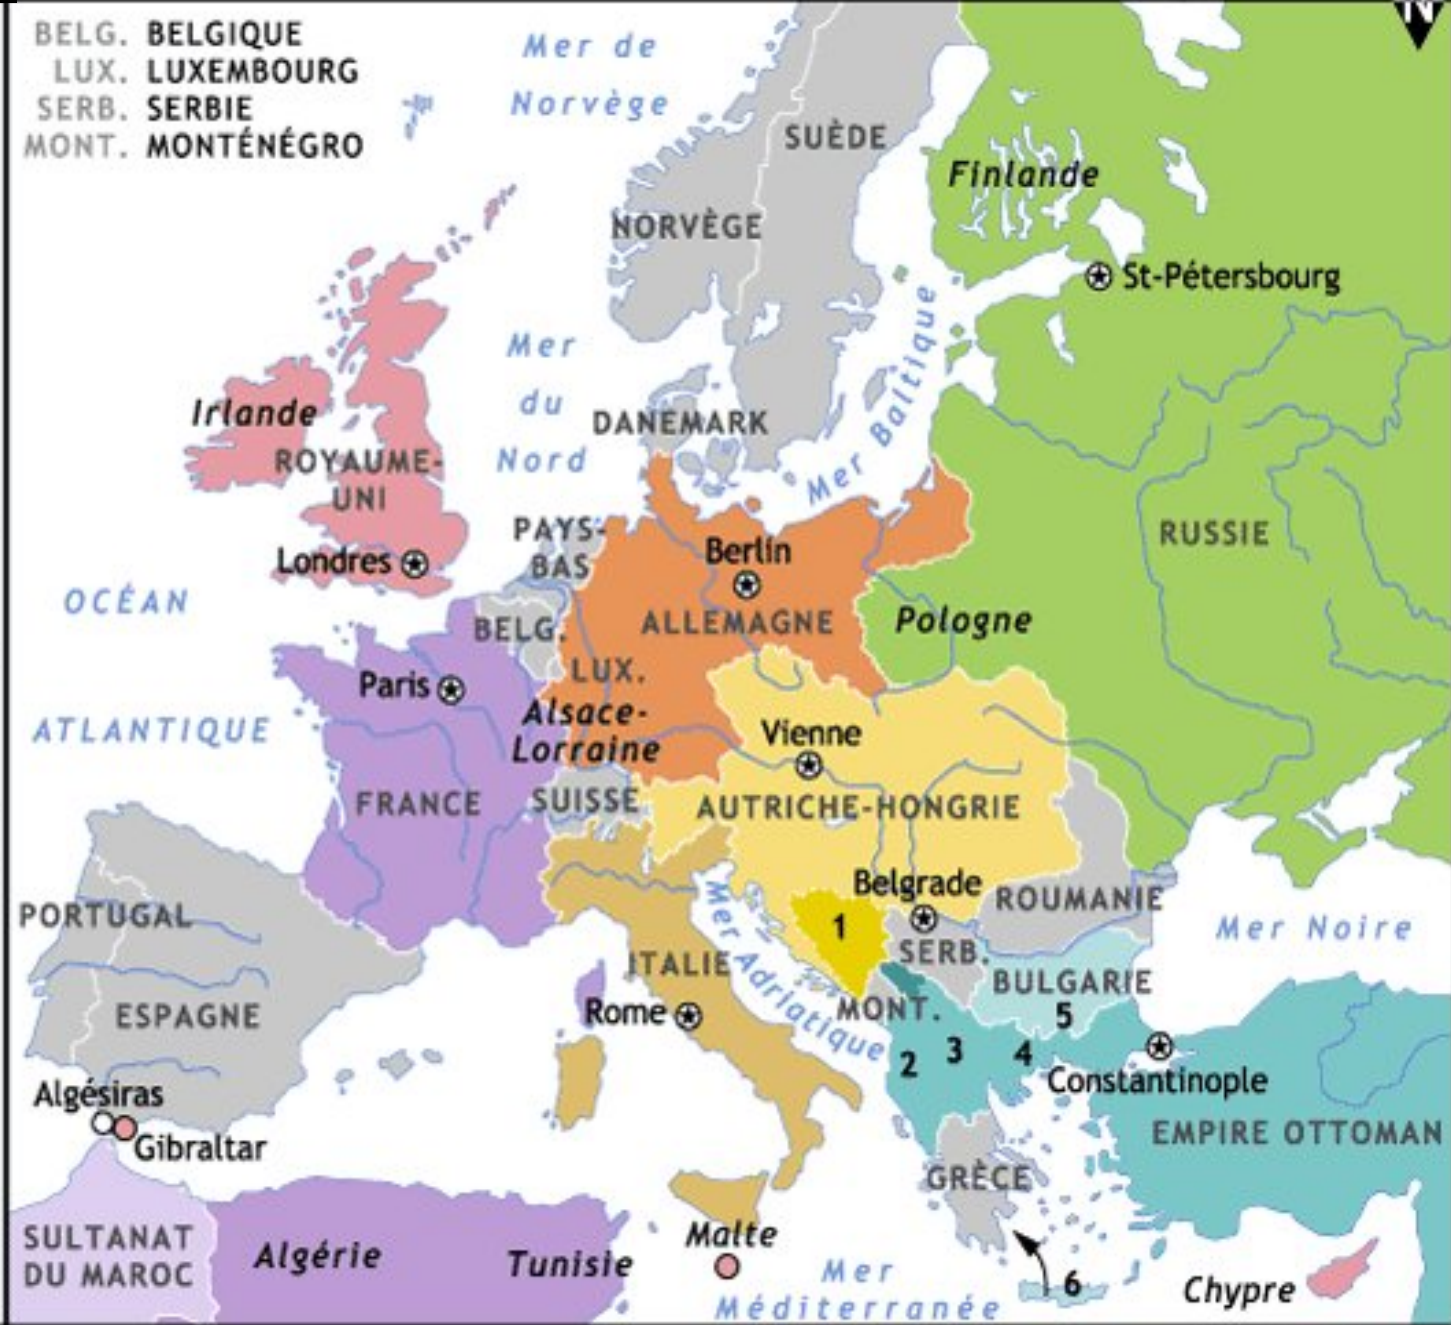 BELG. BELGIQUE
LUX. LUXEMBOURG
SERB. SERBIE
MONT. MONTÉNÉGRO
N
Mer de
Norvège
SUÈDE
Finlande
NORVÈGE
St-Pétersbourg
Mer
du
Nord
Mer Baltique
Irlande
DANEMARK
ROYAUME-
UNI
PAYS-
BAS
RUSSIE
Londres
Berlin
OCÉAN
ATLANTIQUE
BELG.
ALLEMAGNE
Pologne
LUX.
Paris
Alsace-
Lorraine
Vienne
FRANCE
SUISSE
AUTRICHE-HONGRIE
Belgrade
ROUMANIE
PORTUGAL
1
Mer Noire
Mer Adriatique
ITALIE
SERB.
BULGARIE
ESPAGNE
Rome
MONT.
5
2
3
4
Constantinople
Algésiras
Gibraltar
EMPIRE OTTOMAN
GRÈCE
SULTANAT
DU MAROC
Algérie
Tunisie
Malte
Mer
Méditerranée
6
Chypre